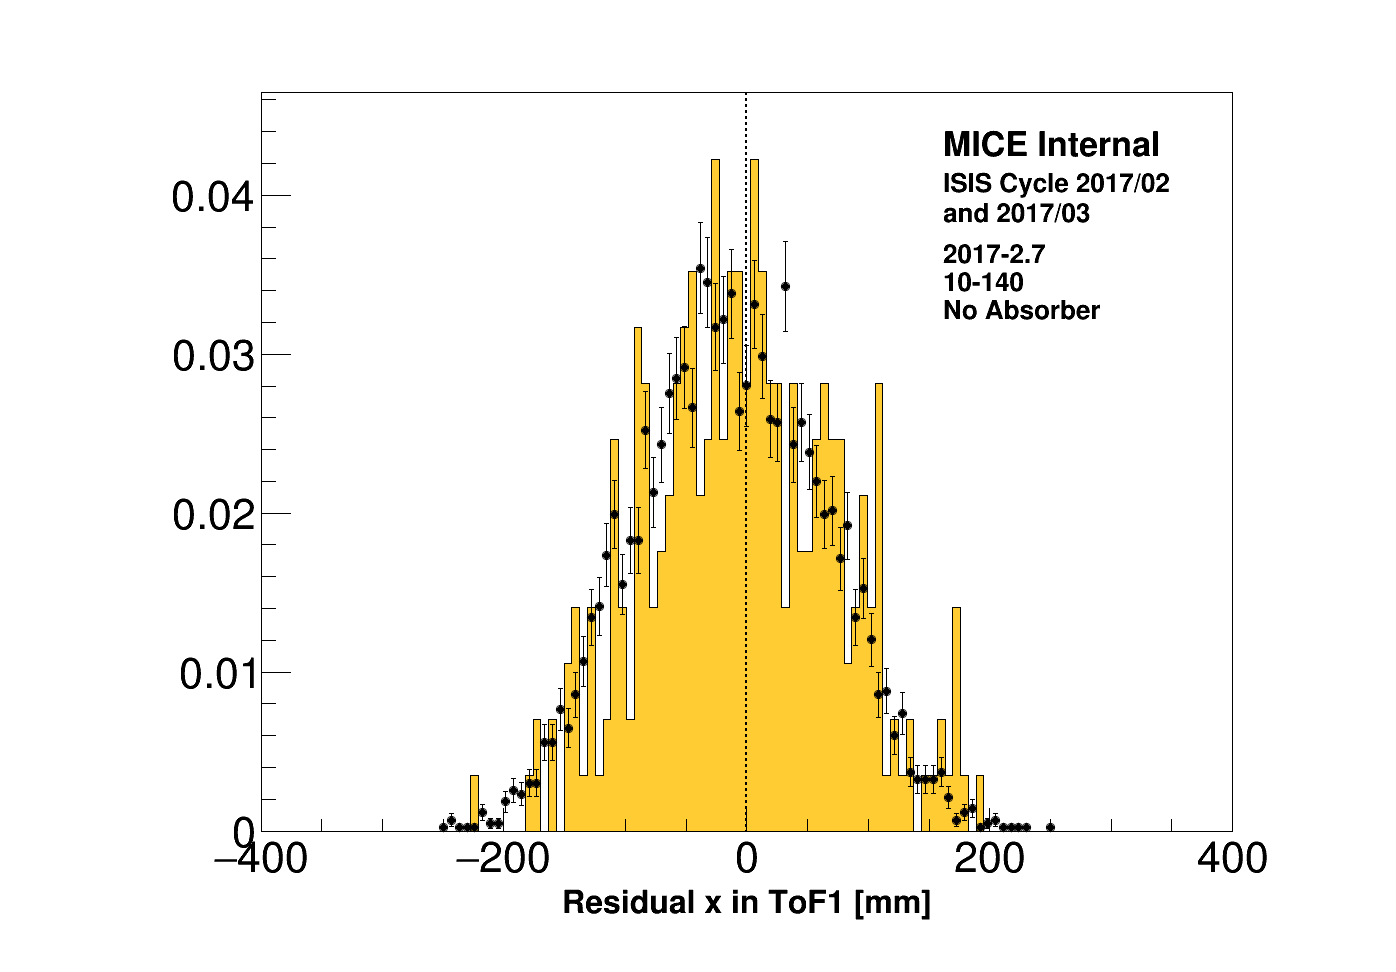 MICE Internal
ISIS Cycle 2017/02
and 2017/03
2017-2.7
10-140
No Absorber
0.04
0.03
0.02
0.01
0
−400 −200 0 200 400
Residual x in ToF1 [mm]